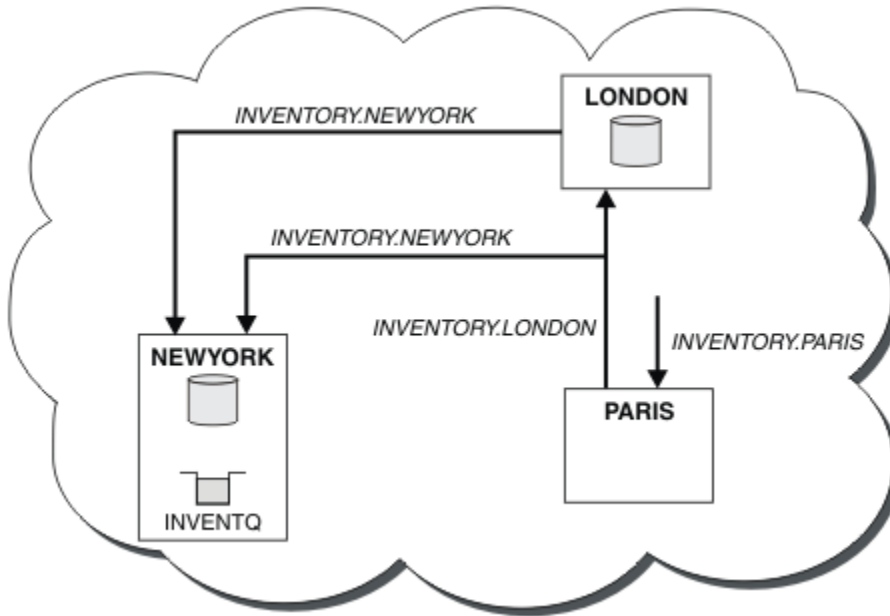 LONDON
INVENTORY.NEWYORK
INVENTORY.NEWYORK
INVENTORY.LONDON
INVENTORY.PARIS
NEWYORK
PARIS
INVENTQ